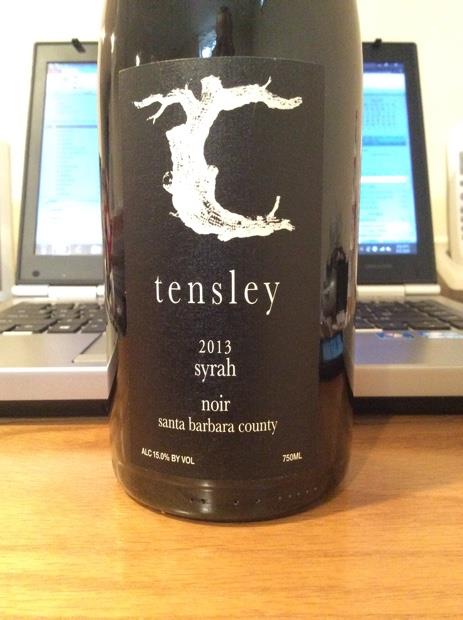 tensley
2013
syrah
noir
santa barbara county
ALC 15.0% BY VOL 750ML